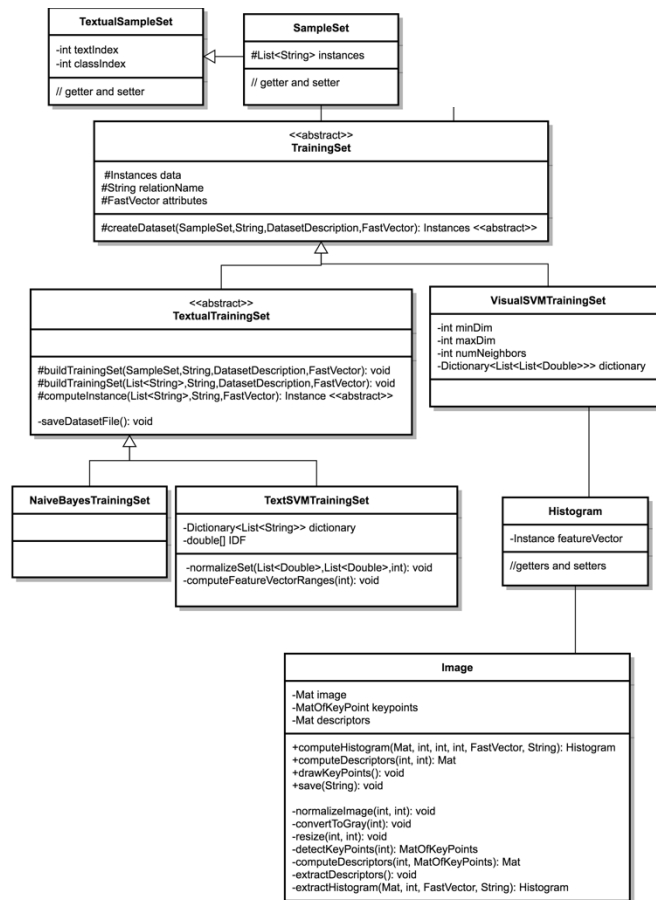 TextualSampleSet
-int textIndex
-int classIndex
// getter and setter
SampleSet
#List<String> instances
// getter and setter
<<abstract>>
TrainingSet
#Instances data
#String relationName
#FastVector attributes
#createDataset(SampleSet,String,DatasetDescription,FastVector): Instances <<abstract>>
<<abstract>>
TextualTrainingSet
#buildTrainingSet(SampleSet,String,DatasetDescription,FastVector): void
#buildTrainingSet(List<String>,String,DatasetDescription,FastVector): void
#computeInstance(List<String>,String,FastVector): Instance <<abstract>>
-saveDatasetFile(): void
VisualSVMTrainingSet
-int minDim
-int maxDim
-int numNeighbors
-Dictionary<List<List<Double>>> dictionary
NaiveBayesTrainingSet
TextSVMTrainingSet
-Dictionary<List<String>> dictionary
-double[] IDF
-normalizeSet(List<Double>,List<Double>,int): void
-computeFeatureVectorRanges(int): void
Histogram
-Instance featureVector
//getters and setters
Image
-Mat image
-MatOfKeyPoint keypoints
-Mat descriptors
+computeHistogram(Mat, int, int, int, FastVector, String): Histogram
+computeDescriptors(int, int): Mat
+drawKeyPoints(): void
+save(String): void
-normalizeImage(int, int): void
-convertToGray(int): void
-resize(int, int): void
-detectKeyPoints(int): MatOfKeyPoints
-computeDescriptors(int, MatOfKeyPoints): Mat
-extractDescriptors(): void
-extractHistogram(Mat, int, FastVector, String): Histogram